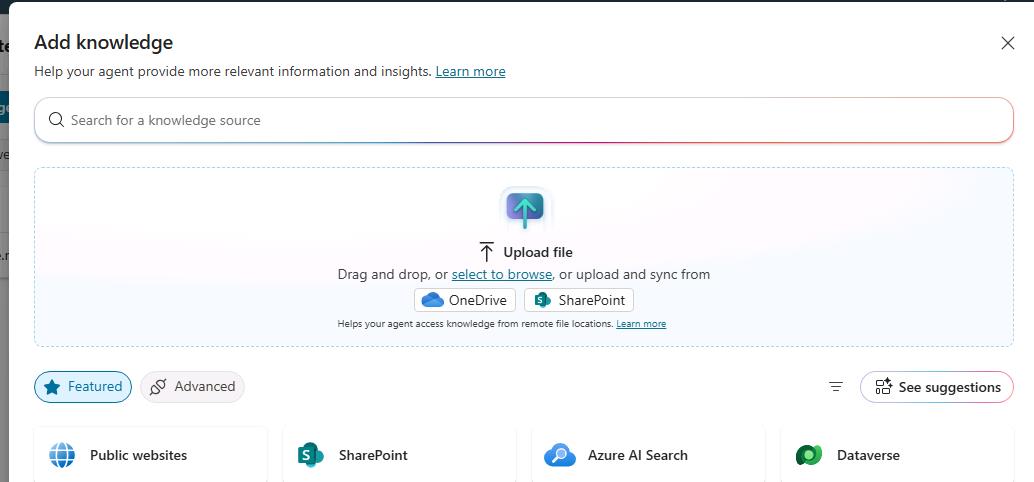 Add knowledge
Help your agent provide more relevant information and insights. Learn more
Search for a knowledge source
Upload file
Drag and drop, or select to browse, or upload and sync from
OneDrive SharePoint
Helps your agent access knowledge from remote file locations. Learn more
Featured Advanced See suggestions
Public websites SharePoint Azure AI Search Dataverse